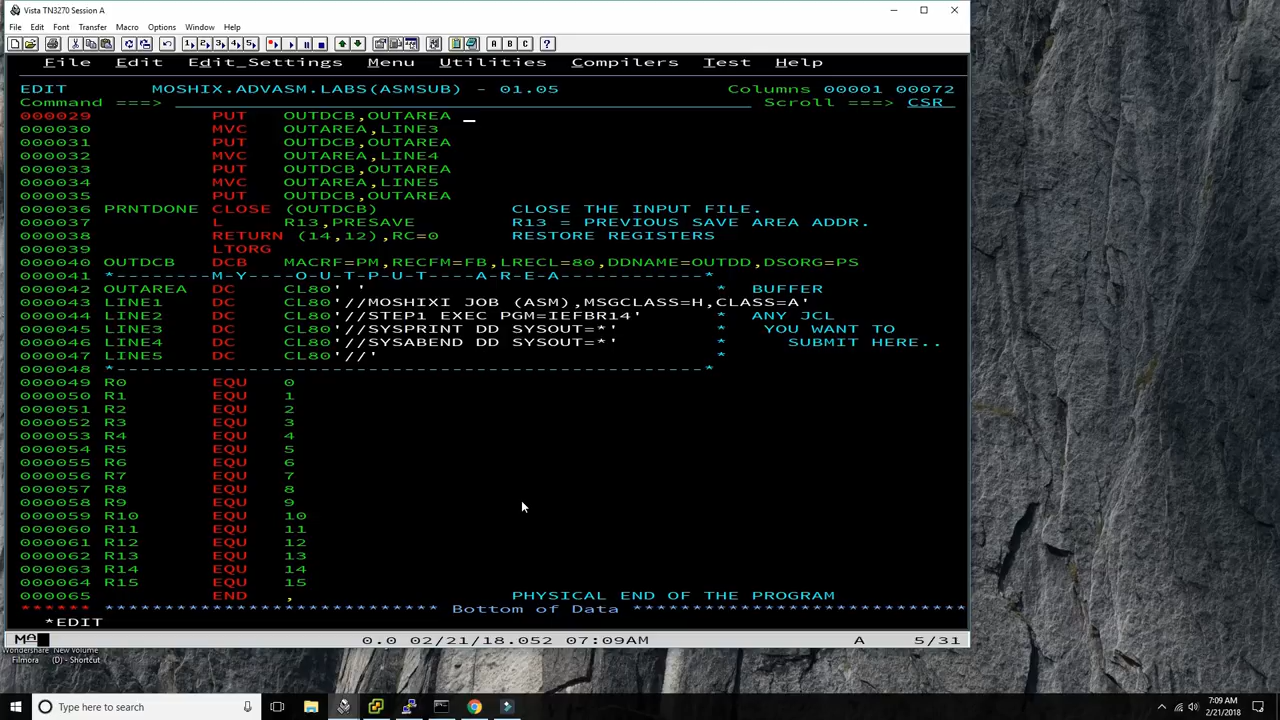 Vista TN3270 Session A
File Edit Font Transfer Macro Options Window Help
A B C ?
File Edit Edit_Settings Menu Utilities Compilers Test Help
EDIT MOSHIX.ADVASM.LABS(ASMSUB) - 01.05 Columns 00001 00072
Command ===> Scroll ===> CSR
000029 PUT OUTDCB,OUTAREA _
000030 MVC OUTAREA,LINE3
000031 PUT OUTDCB,OUTAREA
000032 MVC OUTAREA,LINE4
000033 PUT OUTDCB,OUTAREA
000034 MVC OUTAREA,LINE5
000035 PUT OUTDCB,OUTAREA
000036 PRNTDONE CLOSE (OUTDCB) CLOSE THE INPUT FILE.
000037 L R13,PRESAVE R13 = PREVIOUS SAVE AREA ADDR.
000038 RETURN (14,12),RC=0 RESTORE REGISTERS
000039 LTORG
000040 OUTDCB DCB MACRF=PM,RECFM=FB,LRECL=80,DDNAME=OUTDD,DSORG=PS
000041 *--------M-Y----O-U-T-P-U-T----A-R-E-A------------*
000042 OUTAREA DC CL80' ' * BUFFER
000043 LINE1 DC CL80'//MOSHIXI JOB (ASM),MSGCLASS=H,CLASS=A'
000044 LINE2 DC CL80'//STEP1 EXEC PGM=IEFBR14' * ANY JCL
000045 LINE3 DC CL80'//SYSPRINT DD SYSOUT=*' * YOU WANT TO
000046 LINE4 DC CL80'//SYSABEND DD SYSOUT=*' * SUBMIT HERE..
000047 LINE5 DC CL80'//' *
000048 *-------------------------------------------------*
000049 R0 EQU 0
000050 R1 EQU 1
000051 R2 EQU 2
000052 R3 EQU 3
000053 R4 EQU 4
000054 R5 EQU 5
000055 R6 EQU 6
000056 R7 EQU 7
000057 R8 EQU 8
000058 R9 EQU 9
000059 R10 EQU 10
000060 R11 EQU 11
000061 R12 EQU 12
000062 R13 EQU 13
000063 R14 EQU 14
000064 R15 EQU 15
000065 END , PHYSICAL END OF THE PROGRAM
****** **************************** Bottom of Data ****************************
*EDIT
MA 0.0 02/21/18.052 07:09AM A 5/31
Wondershare Filmora
New Volume (D) - Shortcut
Type here to search
7:09 AM
2/21/2018